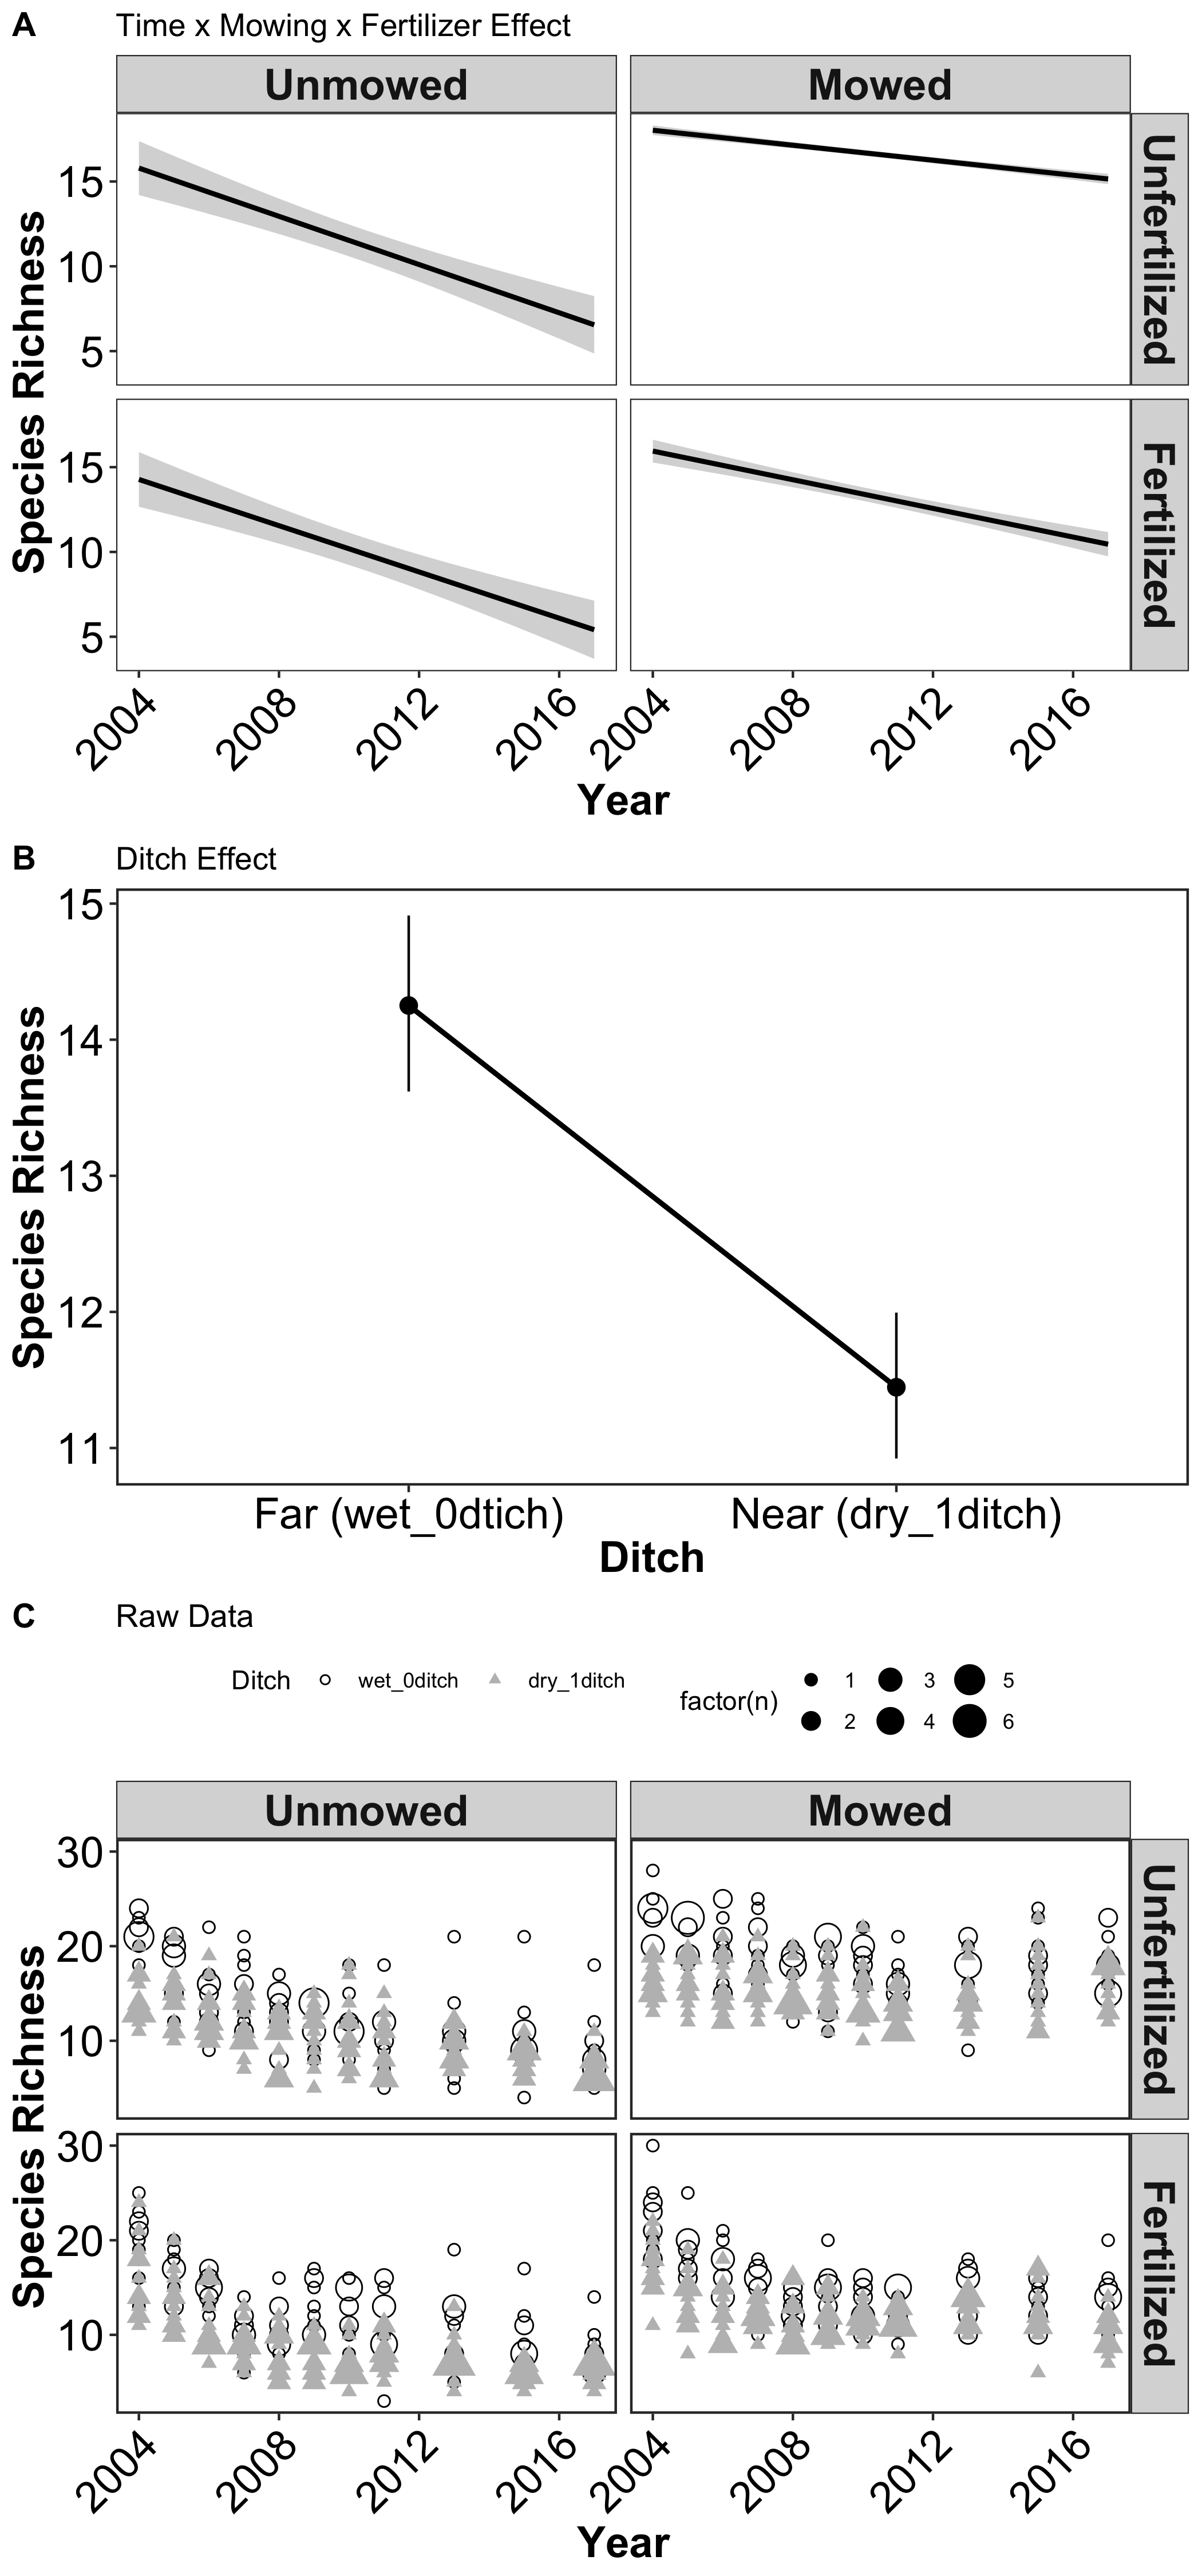 A Time x Mowing x Fertilizer Effect
Unmowed Mowed
Unfertilized
15
10
5
Species Richness
Fertilized
15
10
5
2004 2008 2012 2016 2004 2008 2012 2016
Year
B Ditch Effect
15
14
13
12
11
Species Richness
Far (wet_0dtich) Near (dry_1ditch)
Ditch
C Raw Data
Ditch wet_0ditch dry_1ditch
factor(n) 1 3 5
2 4 6
Unmowed Mowed
Unfertilized
30
20
10
Species Richness
Fertilized
30
20
10
2004 2008 2012 2016 2004 2008 2012 2016
Year